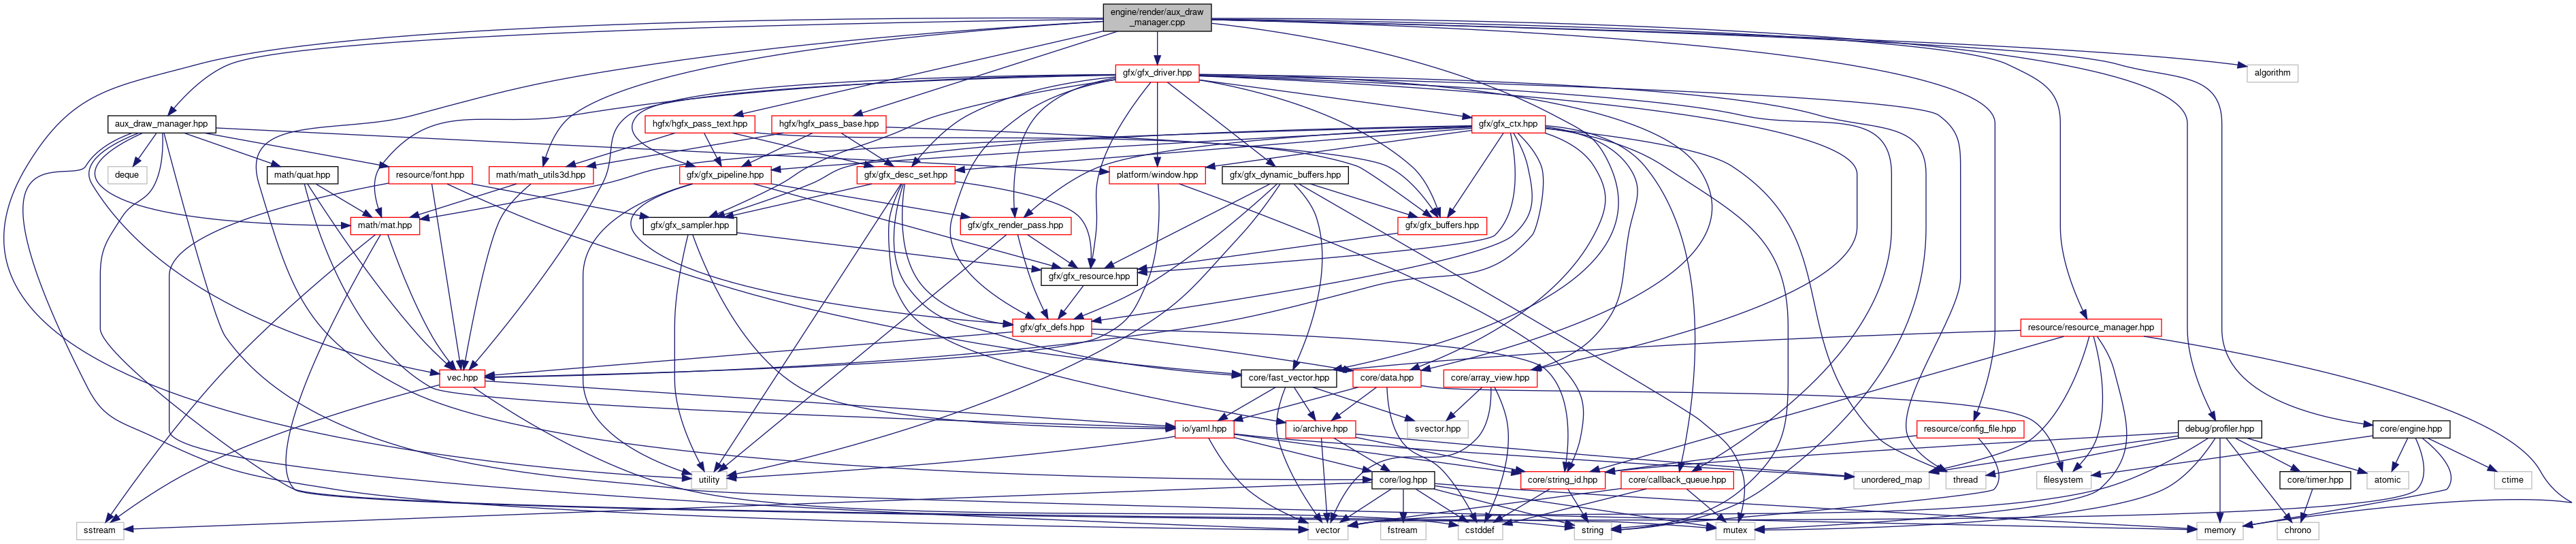 engine/render/aux_draw
_manager.cpp
gfx/gfx_driver.hpp
algorithm
aux_draw_manager.hpp
hgfx/hgfx_pass_text.hpp
hgfx/hgfx_pass_base.hpp
gfx/gfx_ctx.hpp
deque
math/quat.hpp
resource/font.hpp
math/math_utils3d.hpp
gfx/gfx_pipeline.hpp
gfx/gfx_desc_set.hpp
platform/window.hpp
gfx/gfx_dynamic_buffers.hpp
math/mat.hpp
gfx/gfx_sampler.hpp
gfx/gfx_render_pass.hpp
gfx/gfx_buffers.hpp
gfx/gfx_resource.hpp
gfx/gfx_defs.hpp
resource/resource_manager.hpp
vec.hpp
core/fast_vector.hpp
core/data.hpp
core/array_view.hpp
io/yaml.hpp
io/archive.hpp
svector.hpp
resource/config_file.hpp
debug/profiler.hpp
core/engine.hpp
utility
core/log.hpp
core/string_id.hpp
core/callback_queue.hpp
unordered_map
thread
filesystem
core/timer.hpp
atomic
ctime
sstream
vector
fstream
cstddef
string
mutex
memory
chrono